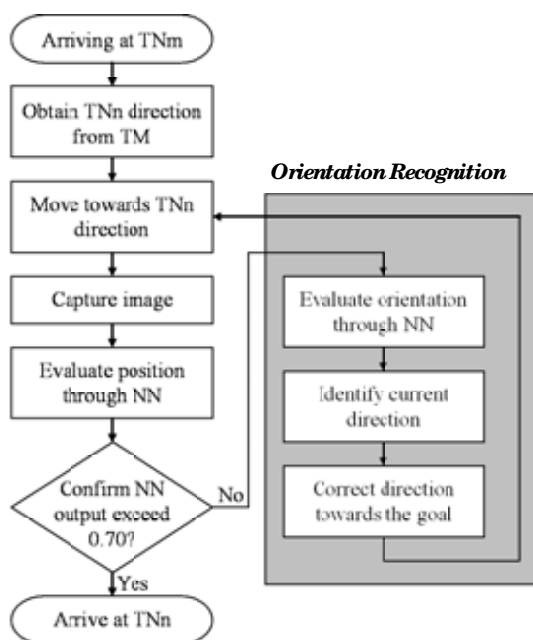 Arriving at TNm
Obtain TNn direction
from TM
Orientation Recognition
Move towards TNn
direction
Capture image
Evaluate position
through NN
Confirm NN
output exceed
0.70?
No
Yes
Arrive at TNn
Evaluate orientation
through NN
Identify current
direction
Correct direction
towards the goal